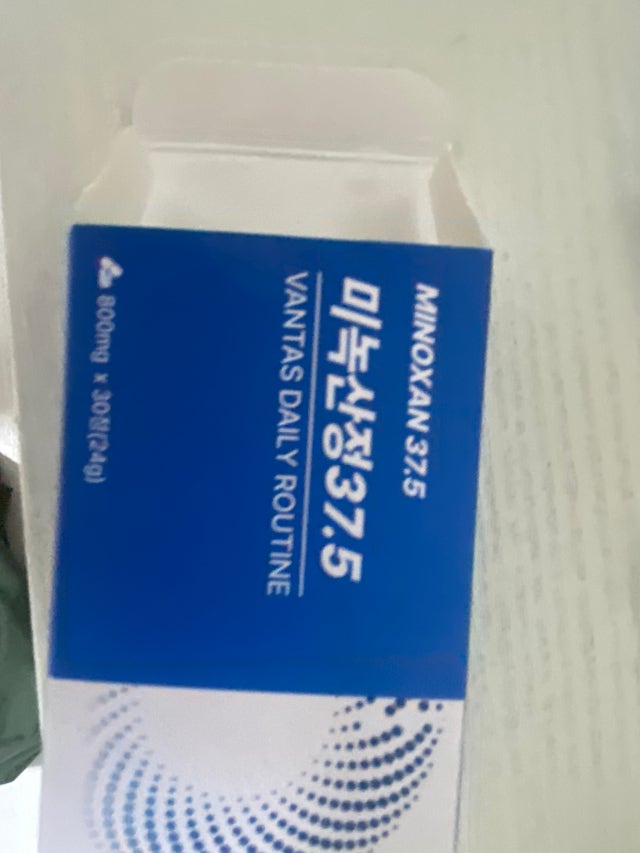 MINOXAN 37.5
미녹산정37.5
VANTAS DAILY ROUTINE
800mg x 30정(24g)